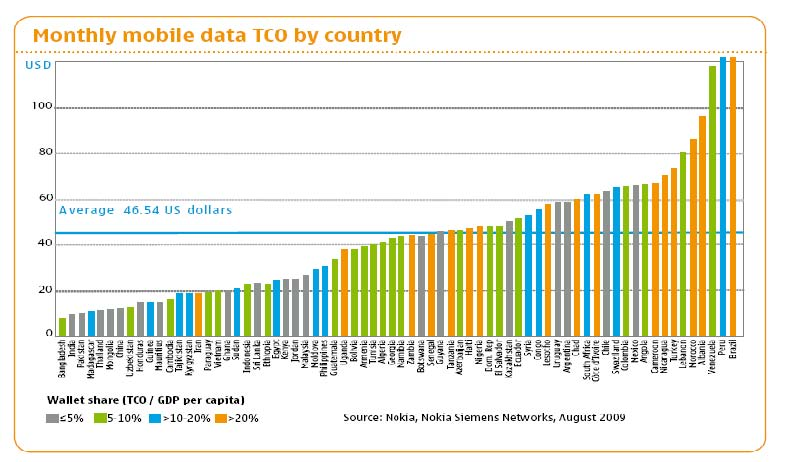 Monthly mobile data TCO by country
USD
100
80
60
Average 46.54 US dollars
40
20
0
Bangladesh
India
Pakistan
Madagascar
Thailand
Mongolia
China
Uzbekistan
Honduras
Guinea
Mauritius
Cambodia
Tajikistan
Kyrgystan
Iran
Paraguay
Vietnam
Ghana
Sudan
Indonesia
Sri Lanka
Ethiopia
Egypt
Kenya
Jordan
Malaysia
Moldova
Philippines
Guatemala
Uganda
Bolivia
Armenia
Tunisia
Algeria
Georgia
Namibia
Zambia
Botswana
Senegal
Guyana
Tanzania
Azerbaijan
Haiti
Nigeria
Dom. Rep
El Salvador
Kazakhstan
Ecuador
Syria
Congo
Lesotho
Uruguay
Argentina
Chad
South Africa
Côte d'Ivoire
Chile
Swaziland
Colombia
Mexico
Angola
Cameroon
Nicaragua
Turkey
Lebanon
Morocco
Albania
Venezuela
Peru
Brazil
Wallet share (TCO / GDP per capita)
≤5% 5-10% >10-20% >20%
Source: Nokia, Nokia Siemens Networks, August 2009